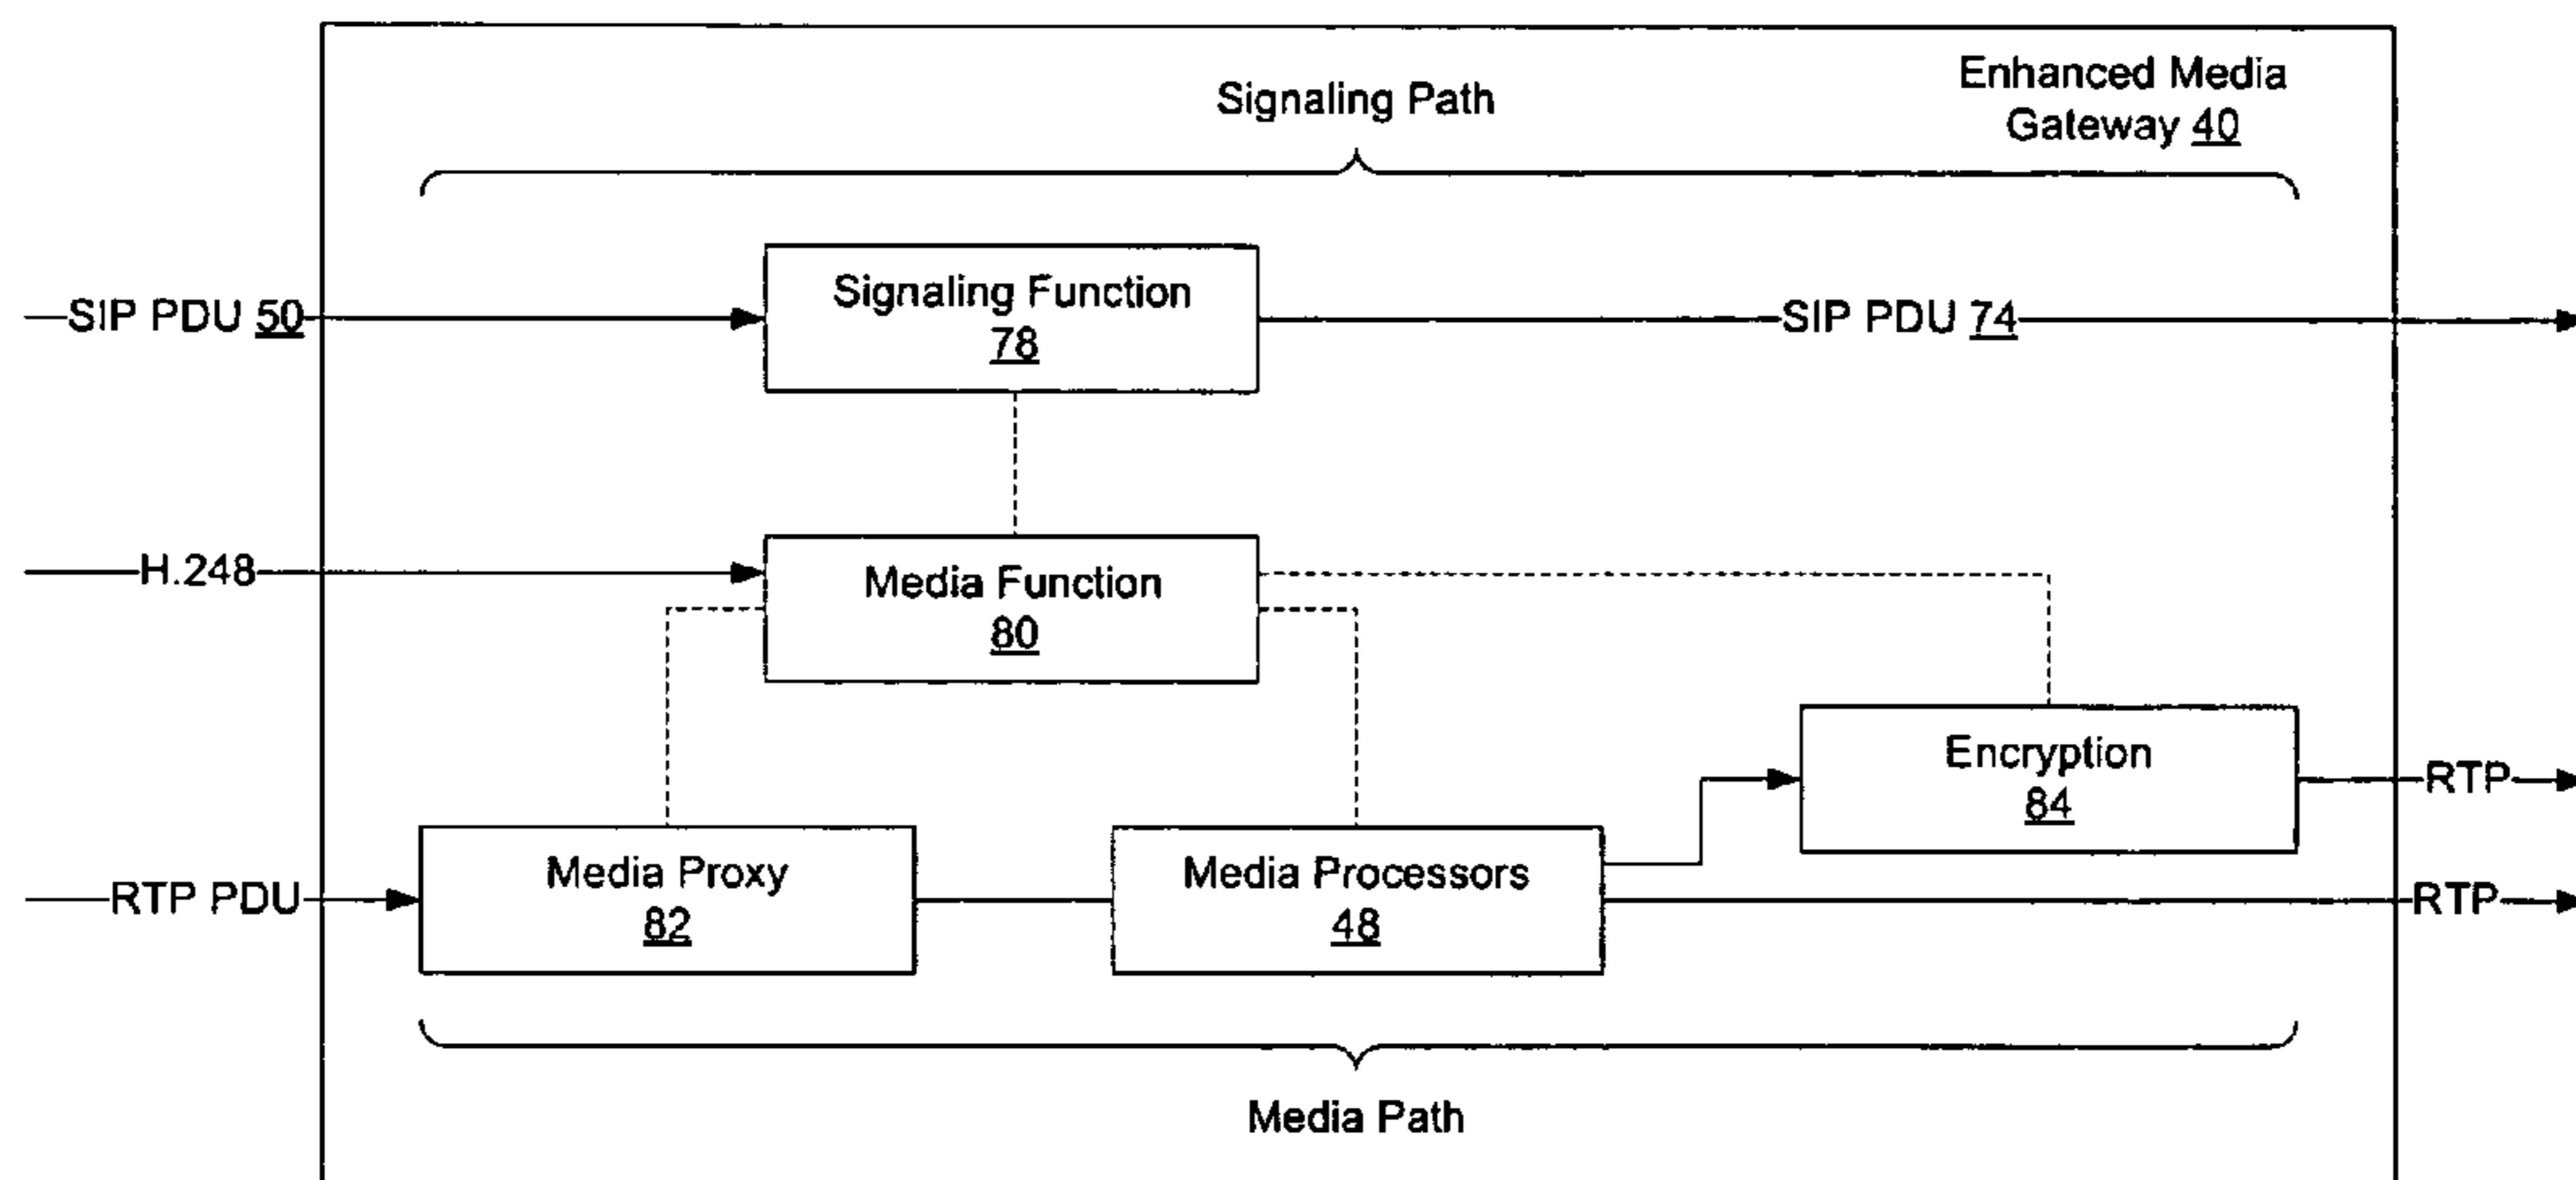 Enhanced Media
Gateway 40
Signaling Path
SIP PDU 50
Signaling Function
78
SIP PDU 74
H.248
Media Function
80
Encryption
84
RTP
RTP PDU
Media Proxy
82
Media Processors
48
RTP
Media Path